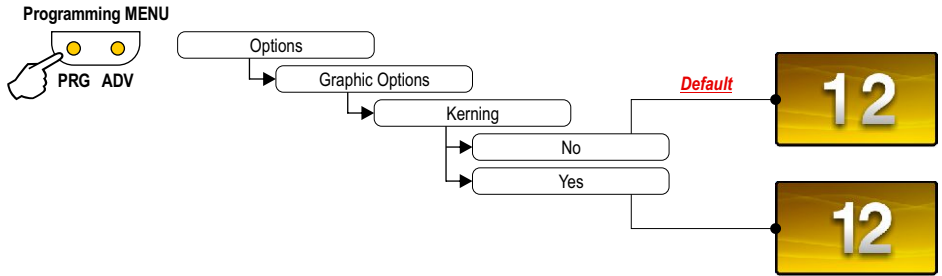 Programming MENU
PRG ADV
Options
Graphic Options
Kerning
No
Yes
Default
12
12